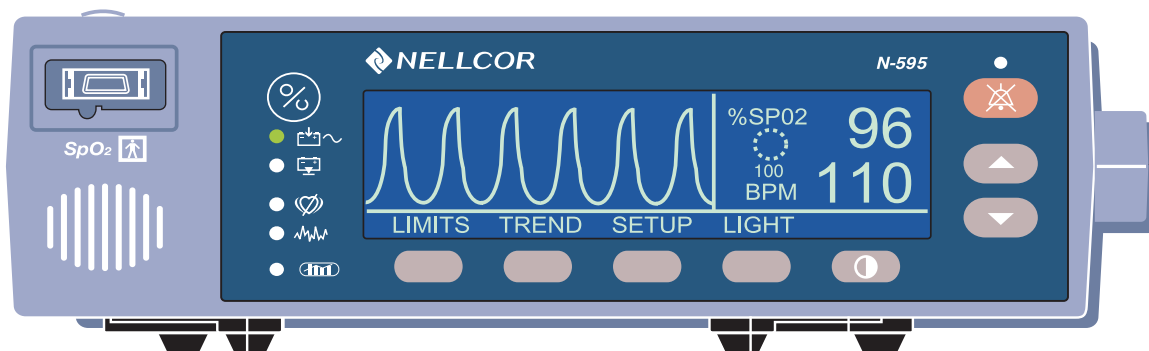 NELLCOR
N-595
SpO2
%SP02
96
100
BPM
110
LIMITS TREND SETUP LIGHT